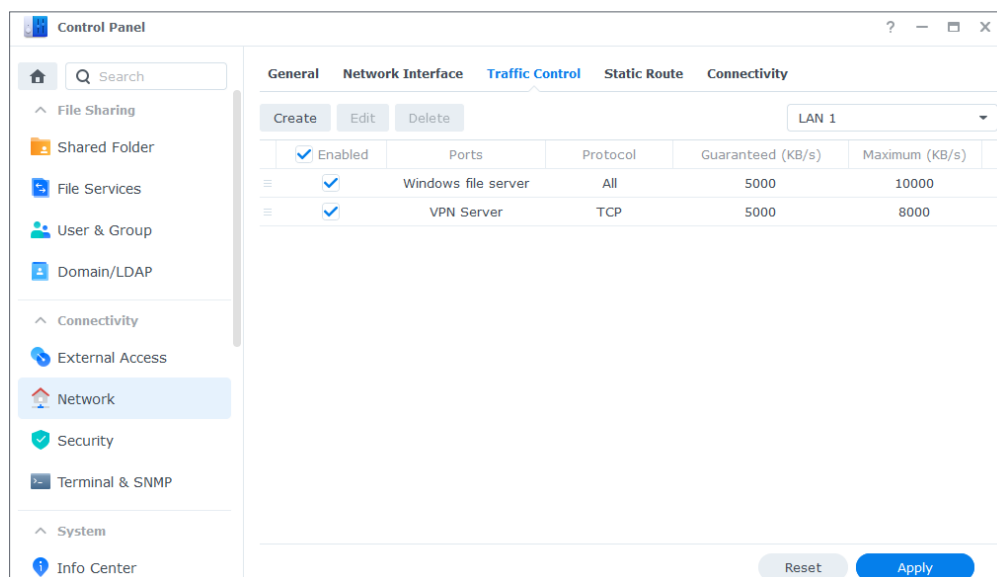 Control Panel
?
Search
General Network Interface Traffic Control Static Route Connectivity
Create Edit Delete LAN 1
Enabled Ports Protocol Guaranteed (KB/s) Maximum (KB/s)
Windows file server All 5000 10000
VPN Server TCP 5000 8000
File Sharing
Shared Folder
File Services
User & Group
Domain/LDAP
Connectivity
External Access
Network
Security
Terminal & SNMP
System
Info Center
Reset Apply